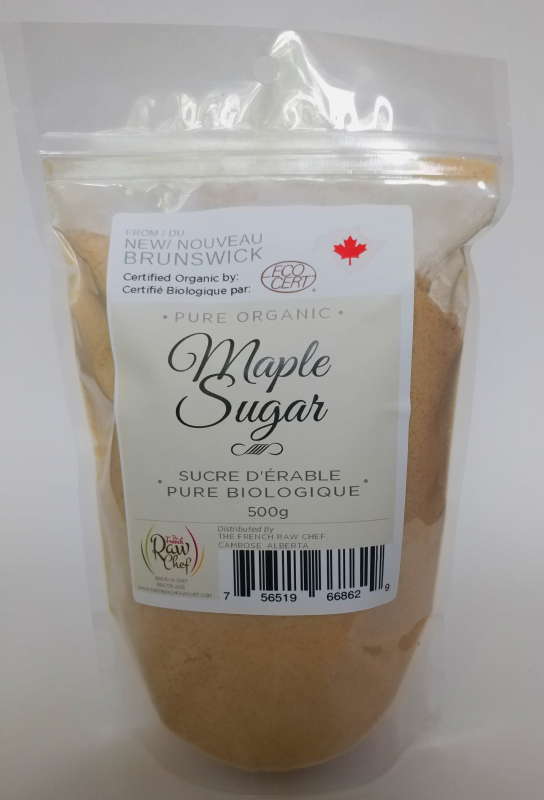 FROM / DU
NEW/ NOUVEAU
BRUNSWICK
Certified Organic by:
Certifié Biologique par:
ECO
CERT
®
• PURE ORGANIC •
Maple
Sugar
• SUCRE D'ÉRABLE •
PURE BIOLOGIQUE
500g
Distributed By
THE FRENCH RAW CHEF
CAMROSE, ALBERTA
The
French
Raw
Chef
7 56519 66862 9